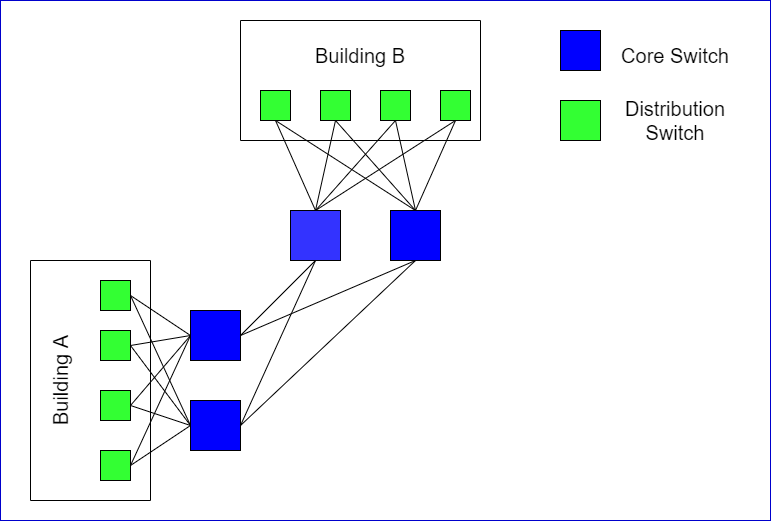 Building B
Core Switch
Distribution
Switch
Building A